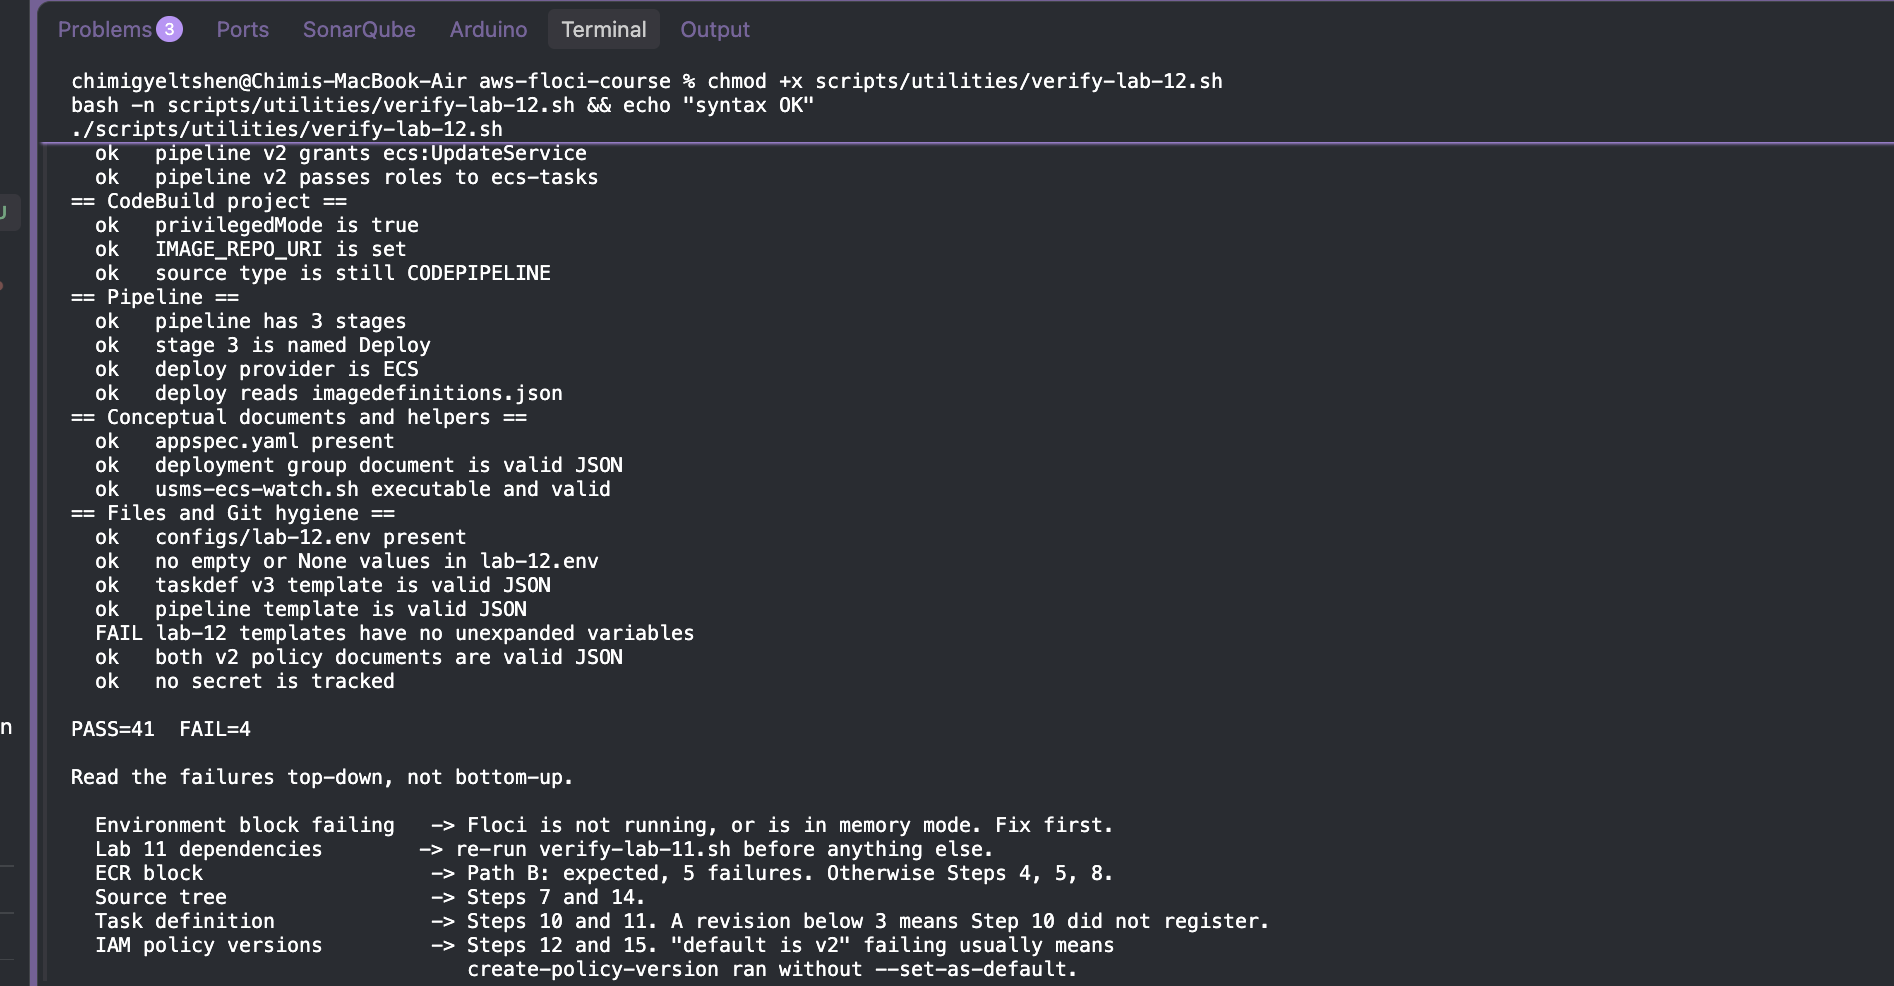 Problems 3 Ports SonarQube Arduino Terminal Output
chimigyeltshen@Chimis-MacBook-Air aws-floci-course % chmod +x scripts/utilities/verify-lab-12.sh
bash -n scripts/utilities/verify-lab-12.sh && echo "syntax OK"
./scripts/utilities/verify-lab-12.sh
ok pipeline v2 grants ecs:UpdateService
ok pipeline v2 passes roles to ecs-tasks
== CodeBuild project ==
ok privilegedMode is true
ok IMAGE_REPO_URI is set
ok source type is still CODEPIPELINE
== Pipeline ==
ok pipeline has 3 stages
ok stage 3 is named Deploy
ok deploy provider is ECS
ok deploy reads imagedefinitions.json
== Conceptual documents and helpers ==
ok appspec.yaml present
ok deployment group document is valid JSON
ok usms-ecs-watch.sh executable and valid
== Files and Git hygiene ==
ok configs/lab-12.env present
ok no empty or None values in lab-12.env
ok taskdef v3 template is valid JSON
ok pipeline template is valid JSON
FAIL lab-12 templates have no unexpanded variables
ok both v2 policy documents are valid JSON
ok no secret is tracked
n
PASS=41 FAIL=4
Read the failures top-down, not bottom-up.
Environment block failing -> Floci is not running, or is in memory mode. Fix first.
Lab 11 dependencies -> re-run verify-lab-11.sh before anything else.
ECR block -> Path B: expected, 5 failures. Otherwise Steps 4, 5, 8.
Source tree -> Steps 7 and 14.
Task definition -> Steps 10 and 11. A revision below 3 means Step 10 did not register.
IAM policy versions -> Steps 12 and 15. "default is v2" failing usually means
create-policy-version ran without --set-as-default.